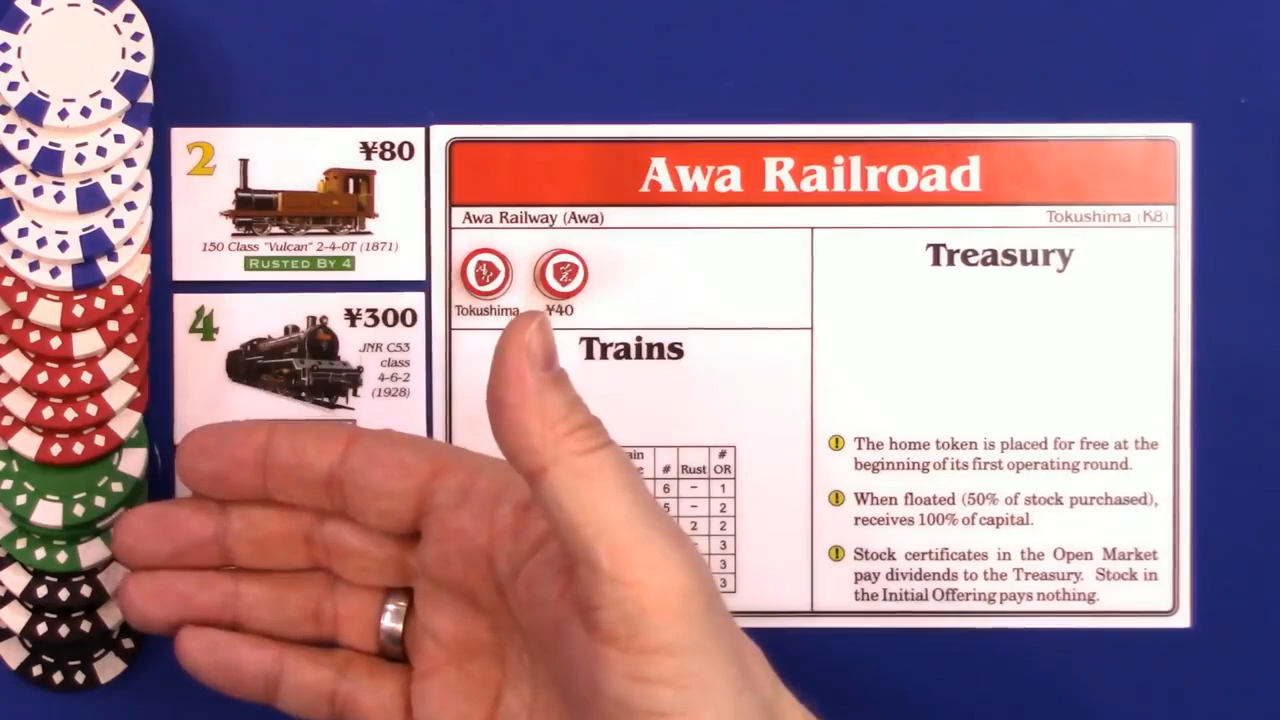 2
¥80
150 Class "Vulcan" 2-4-0T (1871)
RUSTED BY 4
4
¥300
JNR C53
class
4-6-2
(1928)
Awa Railroad
Awa Railway (Awa)
Tokushima (K8)
Tokushima
¥40
Trains
#
# Rust OR
6 – 1
5 – 2
2 2
3
3
3
Treasury
The home token is placed for free at the
beginning of its first operating round.
When floated (50% of stock purchased),
receives 100% of capital.
Stock certificates in the Open Market
pay dividends to the Treasury. Stock in
the Initial Offering pays nothing.